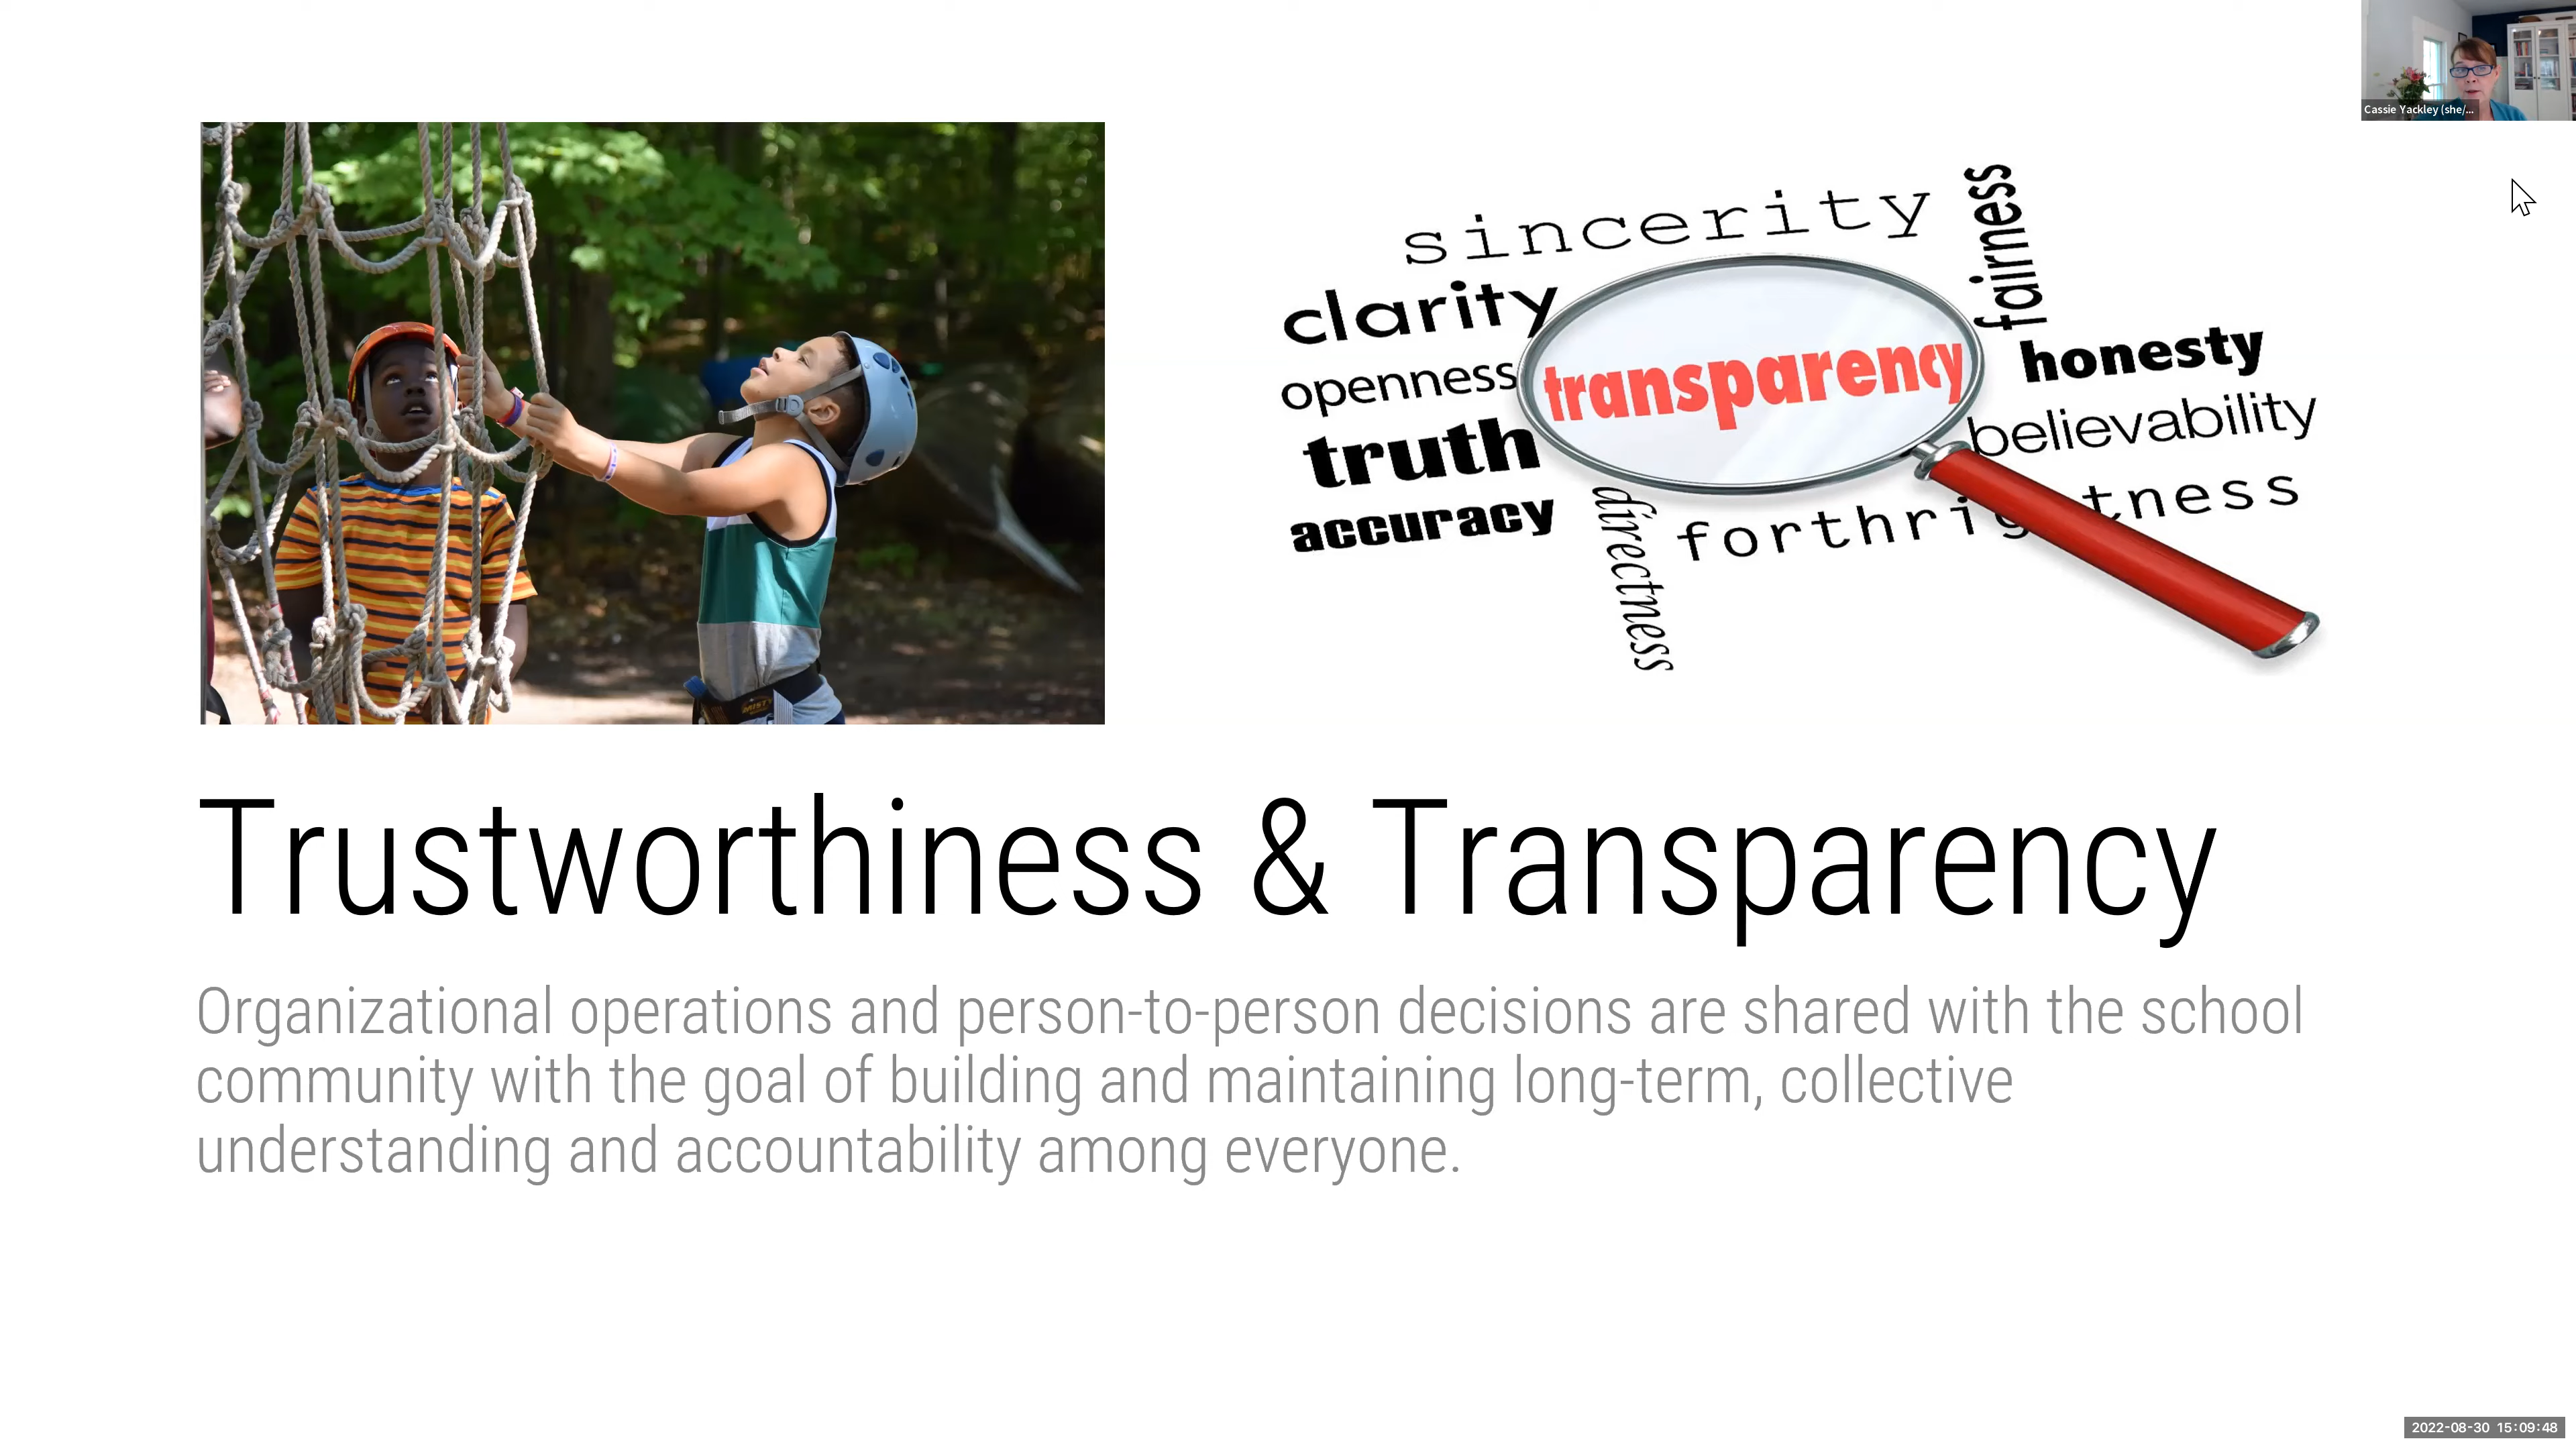 Cassie Yackley (she/...
sincerity
fairness
clarity
openness
transparency
honesty
truth
believability
accuracy
directness
Trustworthiness & Transparency
Organizational operations and person-to-person decisions are shared with the school
community with the goal of building and maintaining long-term, collective
understanding and accountability among everyone.
2022-08-30 15:09:48